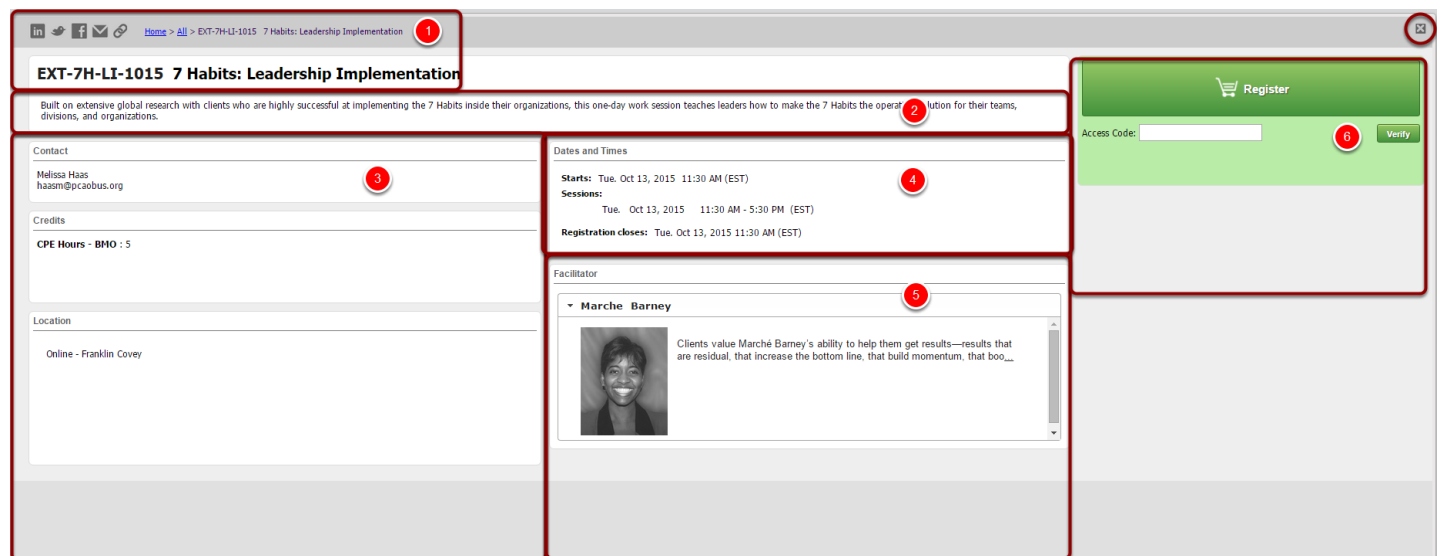 Home > All > EXT-7H-LI-1015 7 Habits: Leadership Implementation
1
EXT-7H-LI-1015 7 Habits: Leadership Implementation
Built on extensive global research with clients who are highly successful at implementing the 7 Habits inside their organizations, this one-day work session teaches leaders how to make the 7 Habits the lution for their teams,
divisions, and organizations.
2
Register
Access Code:
Verify
6
Contact
Melissa Haas
haasm@pcaobus.org
3
Credits
CPE Hours - BMO : 5
Location
Online - Franklin Covey
Dates and Times
Starts: Tue. Oct 13, 2015 11:30 AM (EST)
Sessions:
Tue. Oct 13, 2015 11:30 AM - 5:30 PM (EST)
Registration closes: Tue. Oct 13, 2015 11:30 AM (EST)
4
Facilitator
5
Marche Barney
Clients value Marché Barney's ability to help them get results—results that
are residual, that increase the bottom line, that build momentum, that boo...